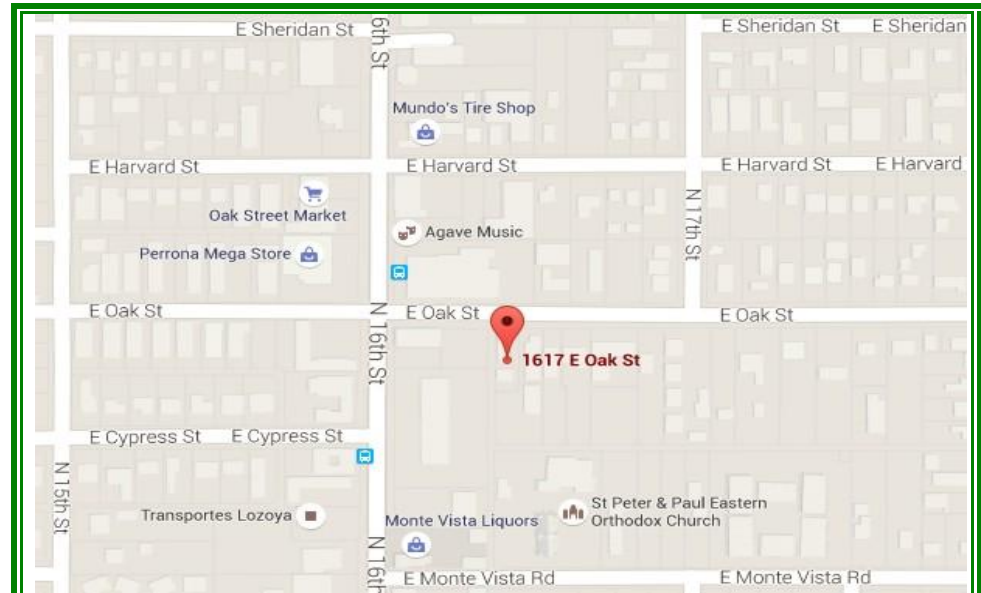 E Sheridan St
6th St
E Sheridan St
E Sheridan
Mundo's Tire Shop
E Harvard St
E Harvard St
E Harvard St
E Harvard
Oak Street Market
N 17th St
Agave Music
Perrona Mega Store
E Oak St
N 16th St
E Oak St
E Oak St
1617 E Oak St
E Cypress St
E Cypress St
N 15th St
Transportes Lozoya
Monte Vista Liquors
St Peter & Paul Eastern
Orthodox Church
N 16th
E Monte Vista Rd
E Monte Vista Rd